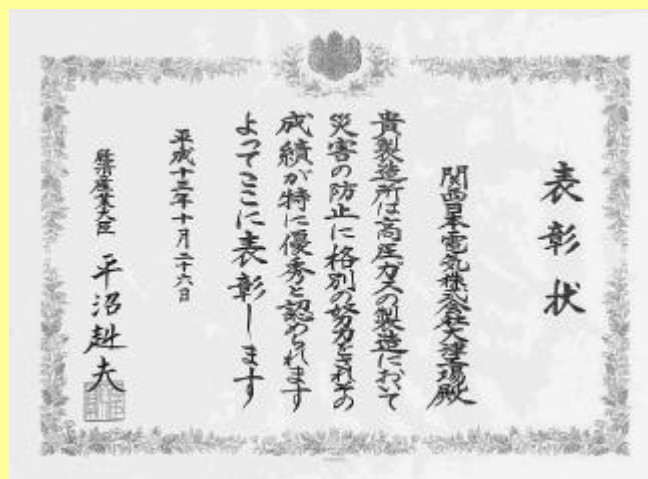 表彰状
関西日本電気株式会社大津工場殿
貴製造所は高圧ガスの製造において
災害の防止に格別の努力をされその
成績が特に優秀と認められます
よってここに表彰します
平成十三年十月二十六日
経済産業大臣 平沼赳夫